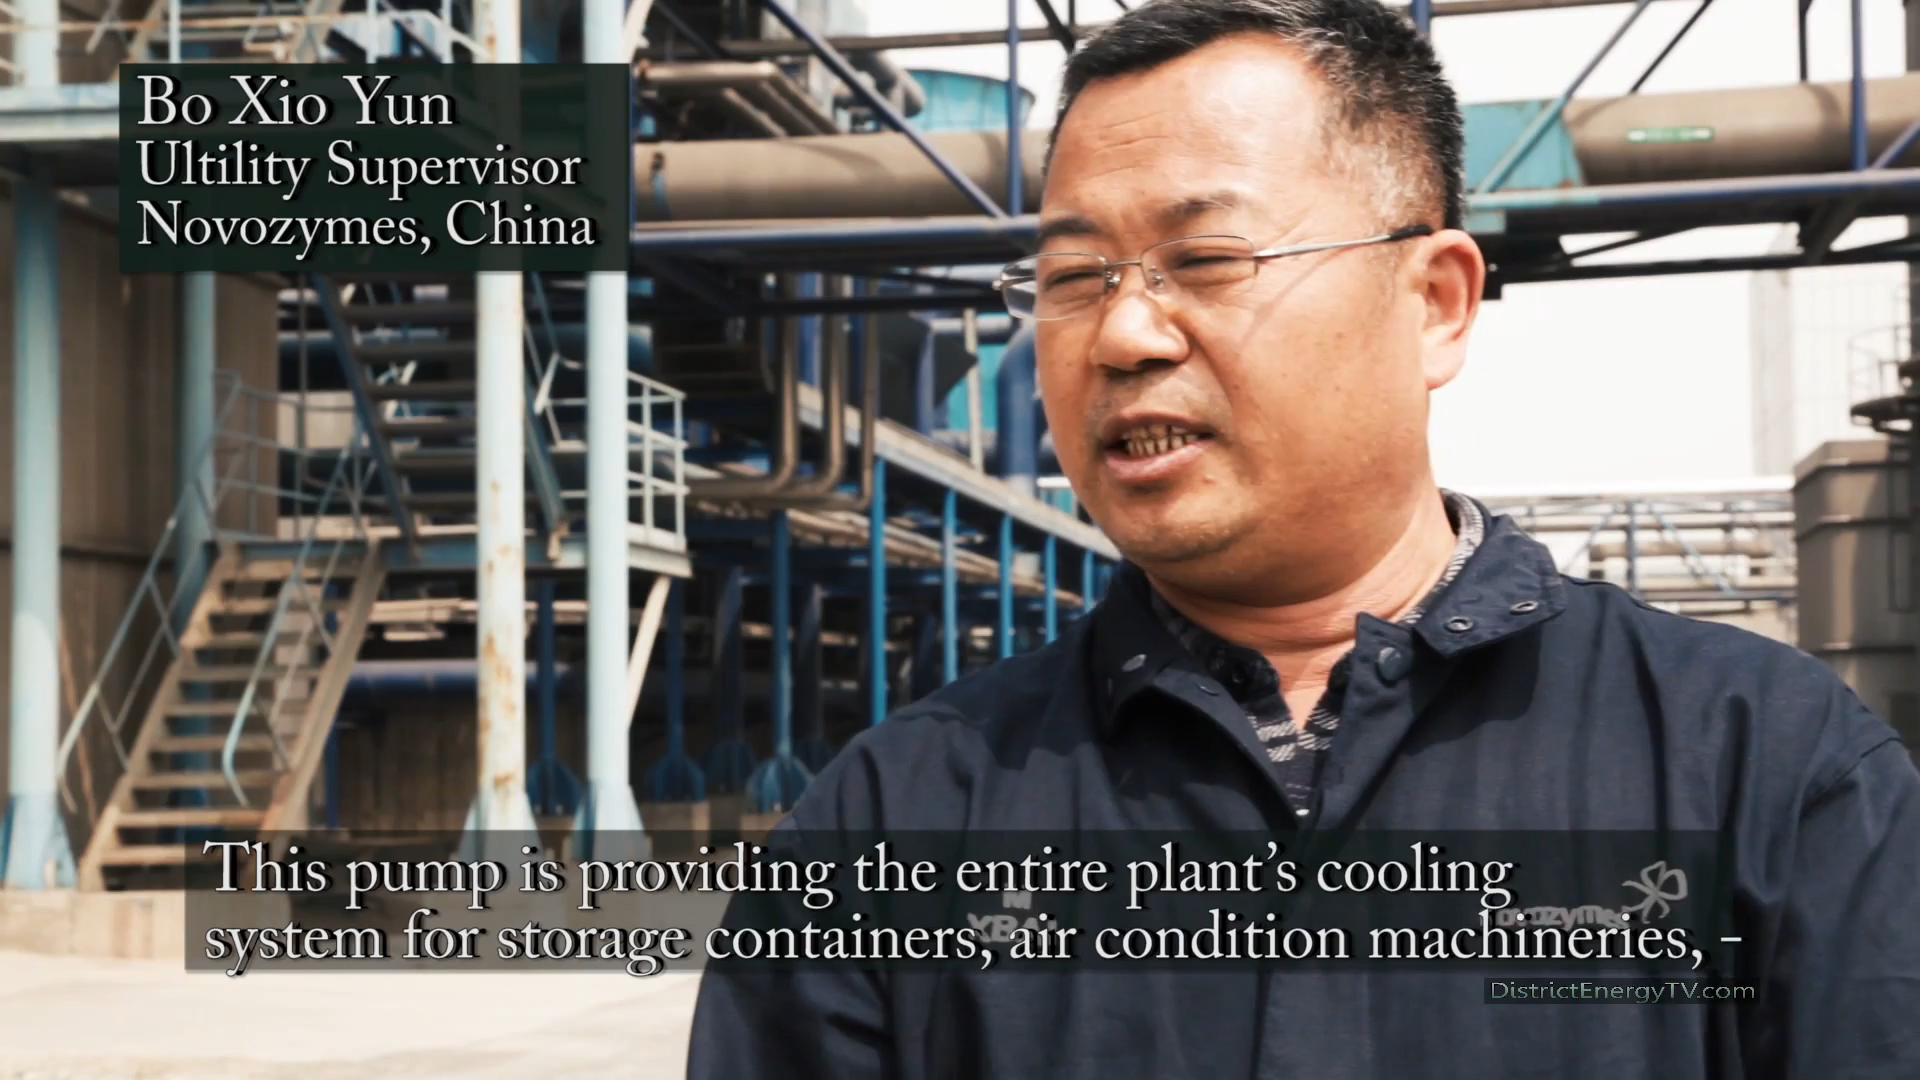 Bo Xio Yun
Ultility Supervisor
Novozymes, China
This pump is providing the entire plant’s cooling
system for storage containers, air condition machineries, -
DistrictEnergyTV.com